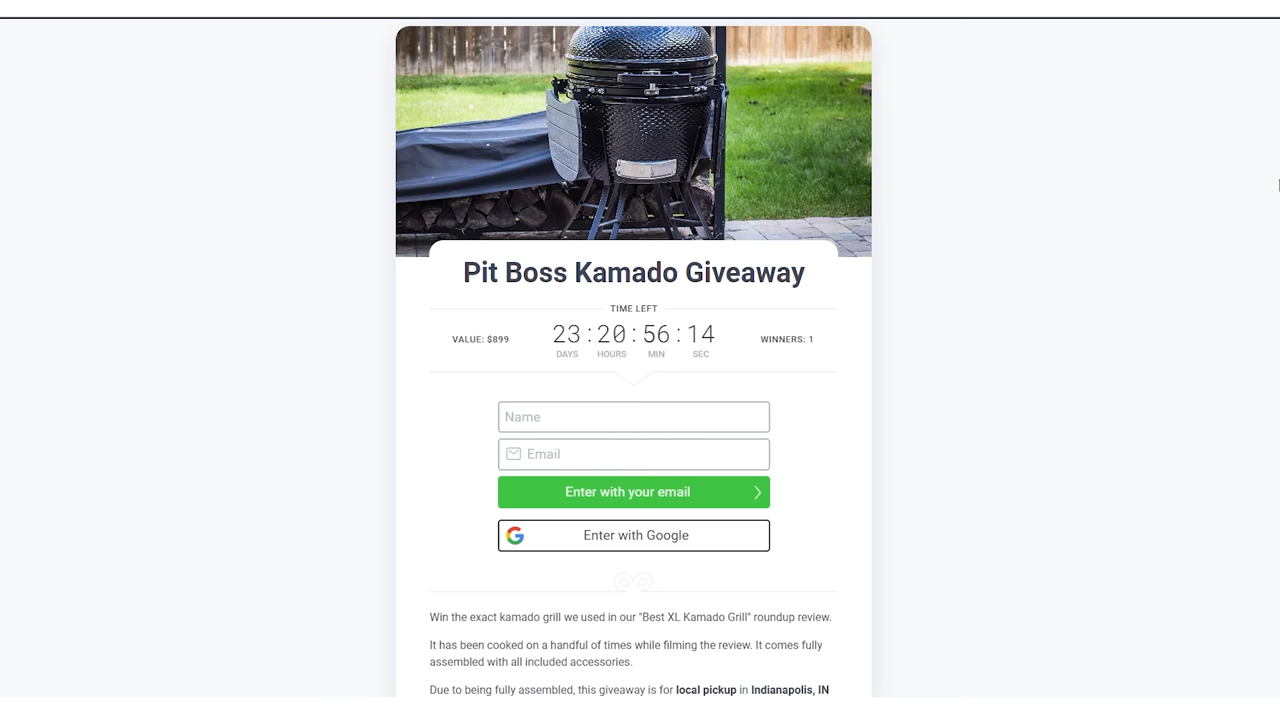 Pit Boss Kamado Giveaway
TIME LEFT
VALUE: $899
23 : 20 : 56 : 14
DAYS HOURS MIN SEC
WINNERS: 1
Name
Email
Enter with your email
Enter with Google
Win the exact kamado grill we used in our "Best XL Kamado Grill" roundup review.
It has been cooked on a handful of times while filming the review. It comes fully
assembled with all included accessories.
Due to being fully assembled, this giveaway is for local pickup in Indianapolis, IN